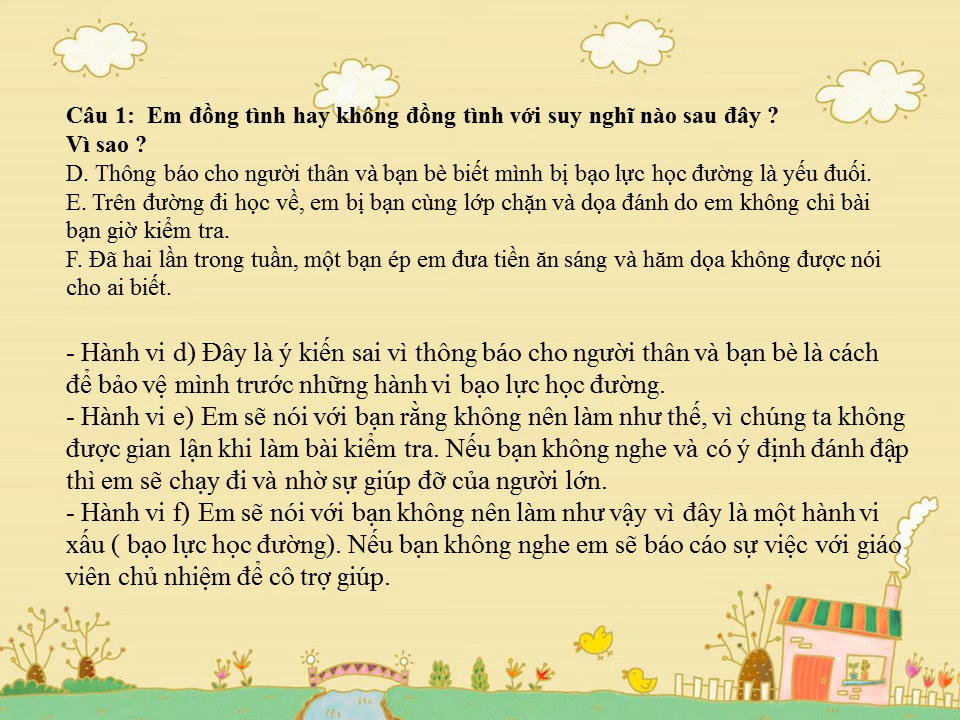 Câu 1:  Em đồng tình hay không đồng tình với suy nghĩ nào sau đây ?
Vì sao ?
D. Thông báo cho người thân và bạn bè biết mình bị bạo lực học đường là yếu đuối.
E. Trên đường đi học về, em bị bạn cùng lớp chặn và dọa đánh do em không chỉ bài
bạn giờ kiểm tra.
F. Đã hai lần trong tuần, một bạn ép em đưa tiền ăn sáng và hăm dọa không được nói
cho ai biết.
- Hành vi d) Đây là ý kiến sai vì thông báo cho người thân và bạn bè là cách
để bảo vệ mình trước những hành vi bạo lực học đường.
- Hành vi e) Em sẽ nói với bạn rằng không nên làm như thế, vì chúng ta không
được gian lận khi làm bài kiểm tra. Nếu bạn không nghe và có ý định đánh đập
thì em sẽ chạy đi và nhờ sự giúp đỡ của người lớn.
- Hành vi f) Em sẽ nói với bạn không nên làm như vậy vì đây là một hành vi
xấu ( bạo lực học đường). Nếu bạn không nghe em sẽ báo cáo sự việc với giáo
viên chủ nhiệm để cô trợ giúp.